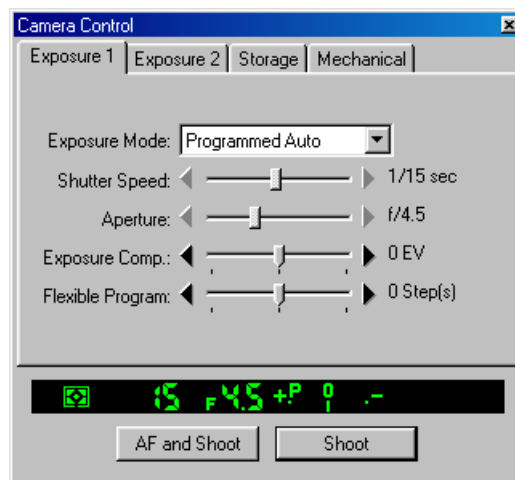 Camera Control
Exposure 1 Exposure 2 Storage Mechanical
Exposure Mode: Programmed Auto
Shutter Speed: 1/15 sec
Aperture: f/4.5
Exposure Comp.: 0 EV
Flexible Program: 0 Step(s)
15 F4.5 +.P 0 .-
AF and Shoot Shoot